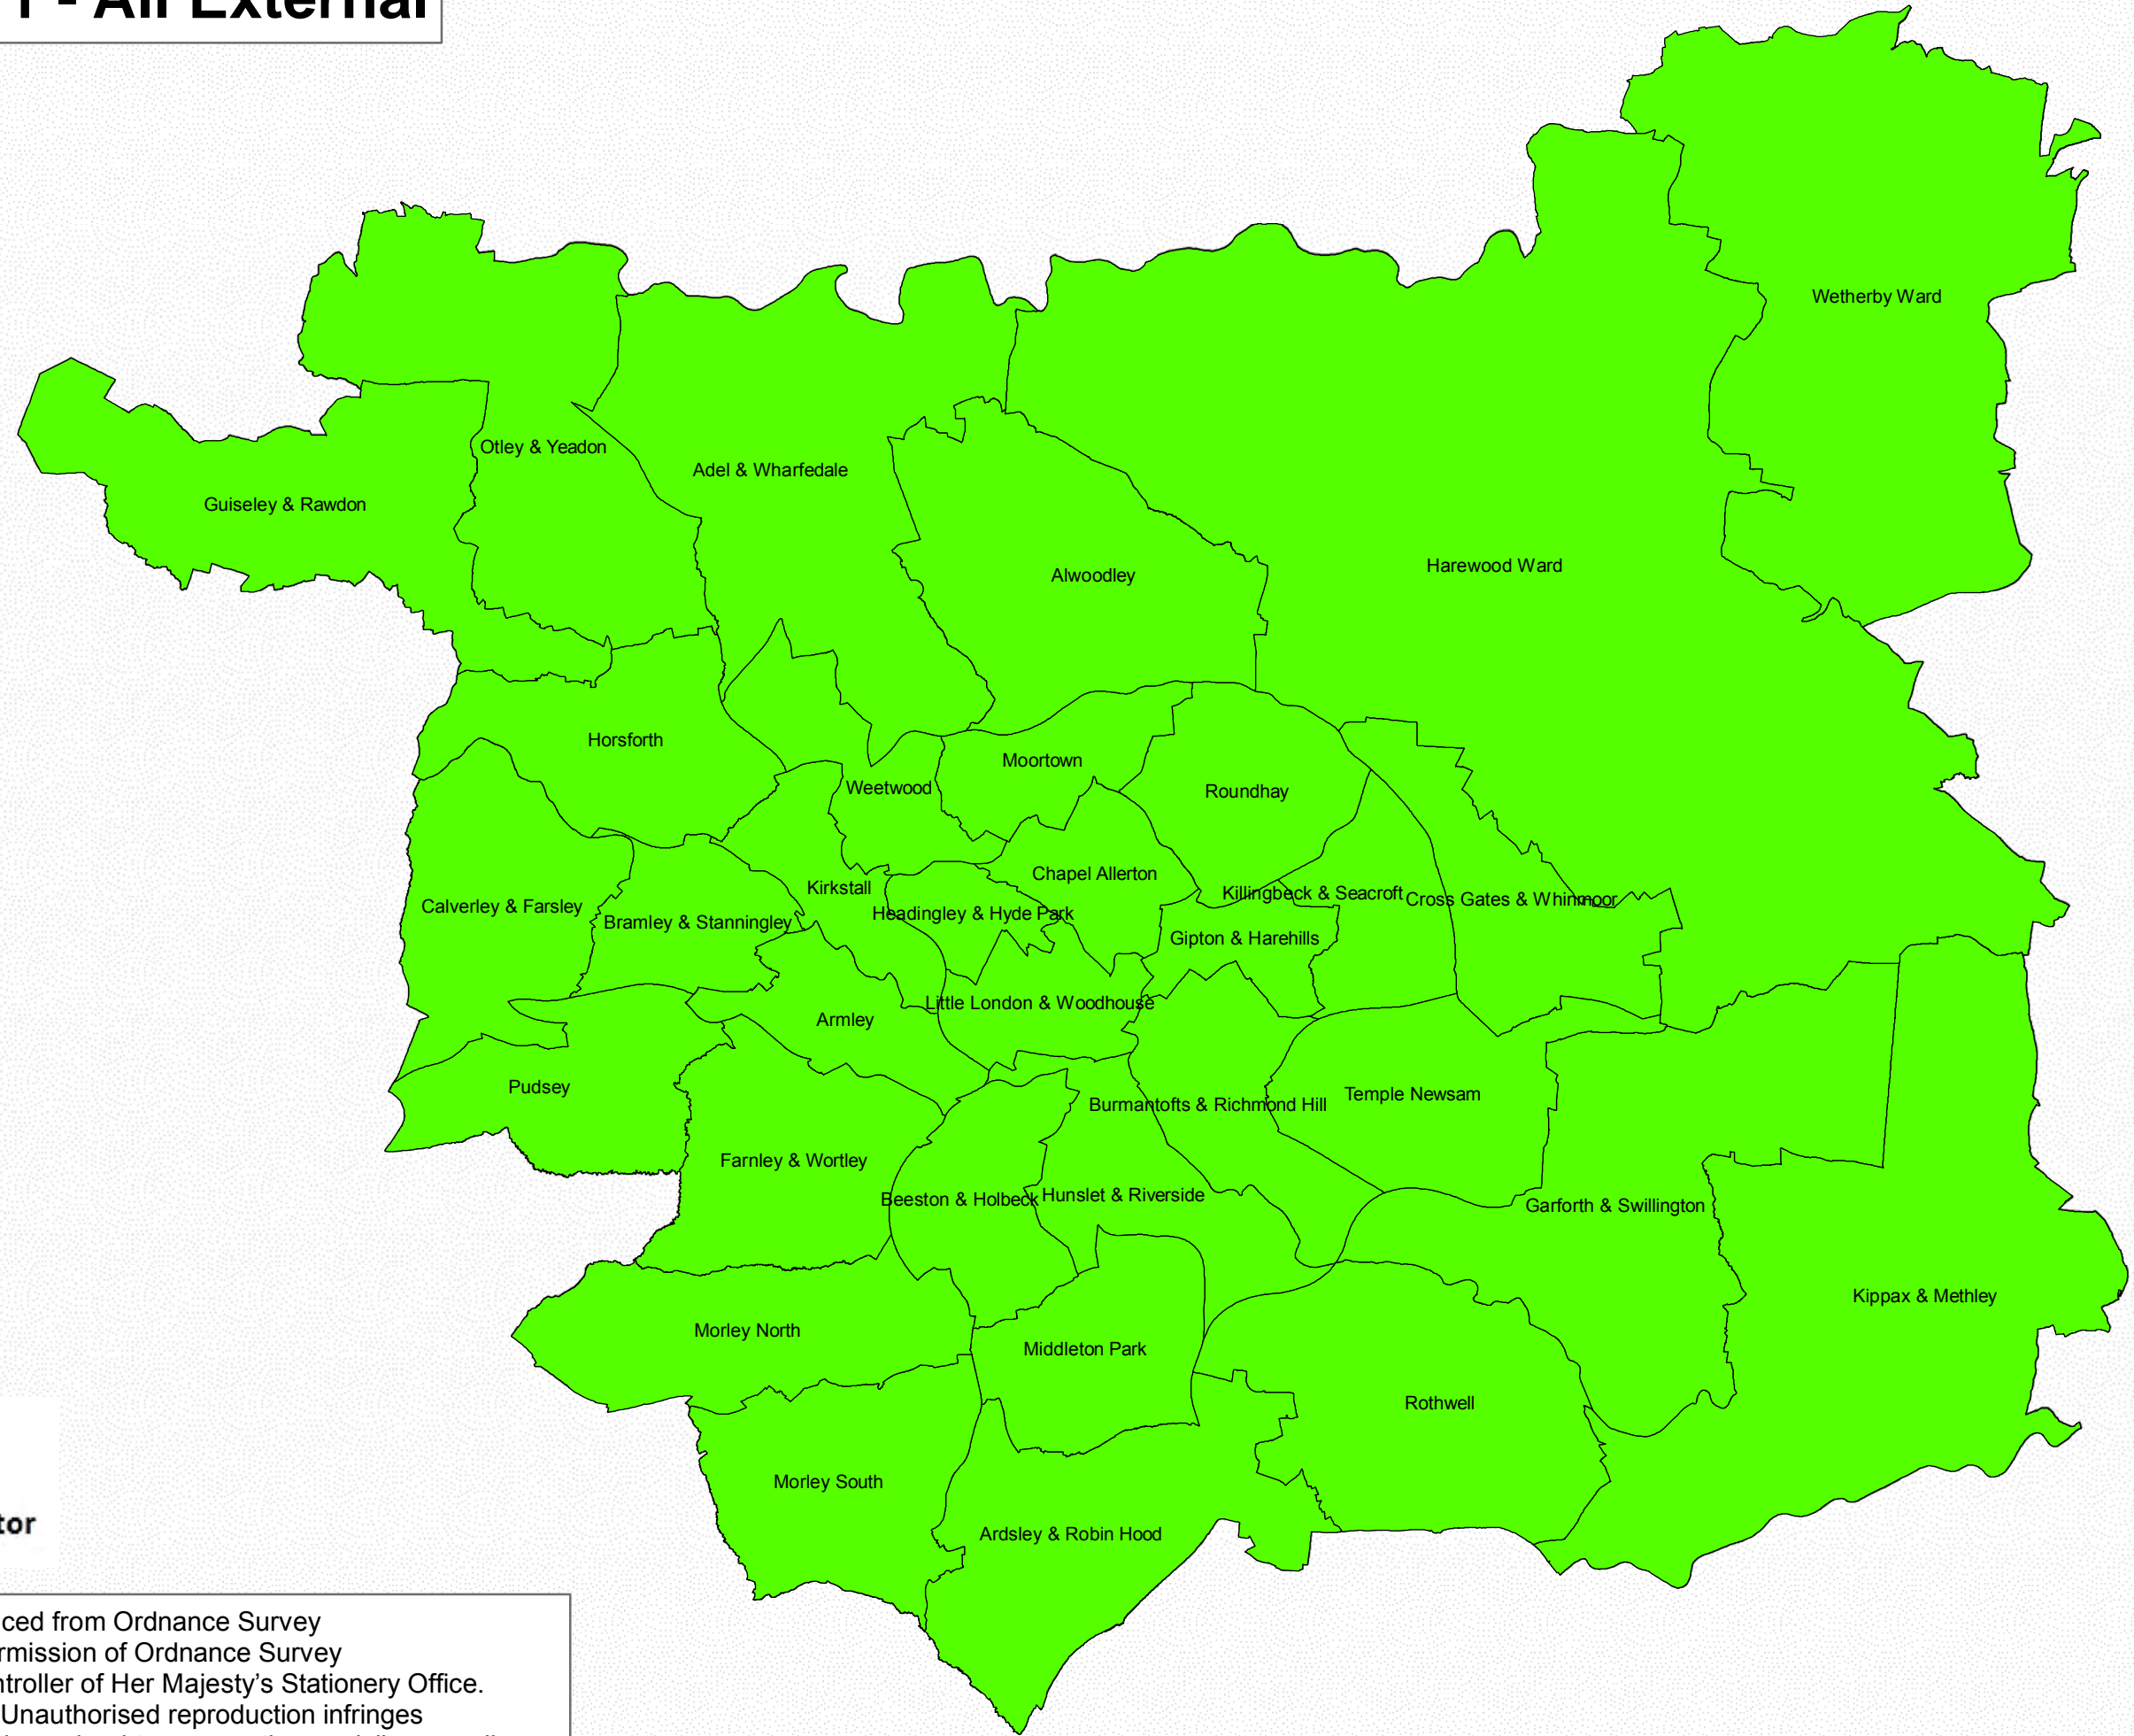 - All External
Wetherby Ward
Otley & Yeadon
Adel & Wharfedale
Guiseley & Rawdon
Harewood Ward
Alwoodley
Horsforth
Moortown
Weetwood
Roundhay
Chapel Allerton
Kirkstall
Killingbeck & Seacroft
Cross Gates & Whinmoor
Calverley & Farsley
Headingley & Hyde Park
Bramley & Stanningley
Gipton & Harehills
Little London & Woodhouse
Armley
Pudsey
Temple Newsam
Burmantofts & Richmond Hill
Farnley & Wortley
Beeston & Holbeck
Hunslet & Riverside
Garforth & Swillington
Kippax & Methley
Morley North
Middleton Park
Rothwell
Morley South
Ardsley & Robin Hood
tor
ced from Ordnance Survey
rmission of Ordnance Survey
ntroller of Her Majesty’s Stationery Office.
Unauthorised reproduction infringes